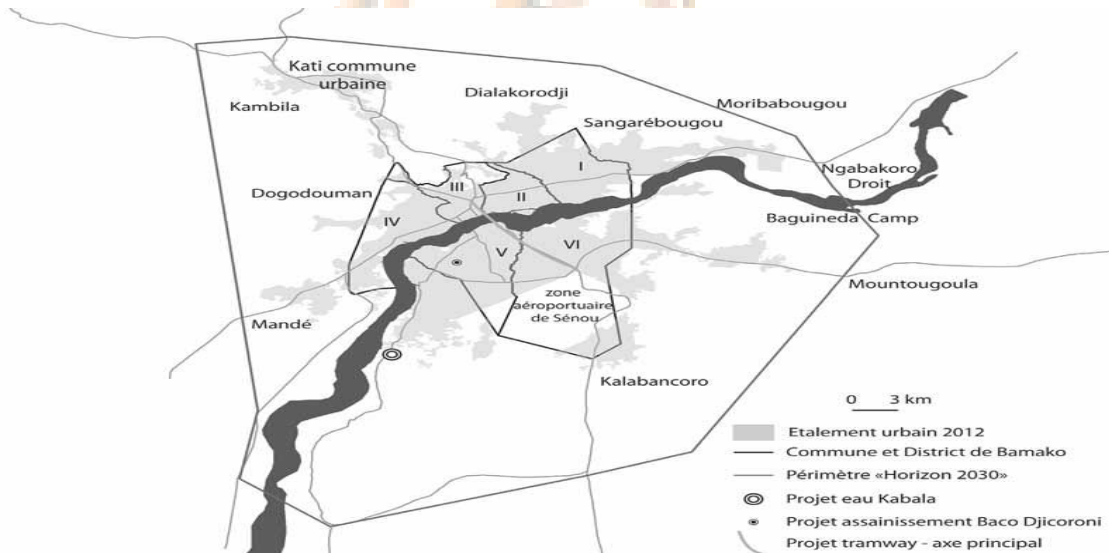 Kati commune
urbaine
Kambila
Dialakorodji
Moribabougou
Sangarébougou
I
Ngabakoro
Droit
III
Dogodouman
II
Baguineda Camp
IV
V
VI
Mountougoula
zone
aéroportuaire
de Sénou
Mandé
Kalabancoro
0 3 km
Etalement urbain 2012
Commune et District de Bamako
Périmètre «Horizon 2030»
Projet eau Kabala
Projet assainissement Baco Djicoroni
Projet tramway - axe principal